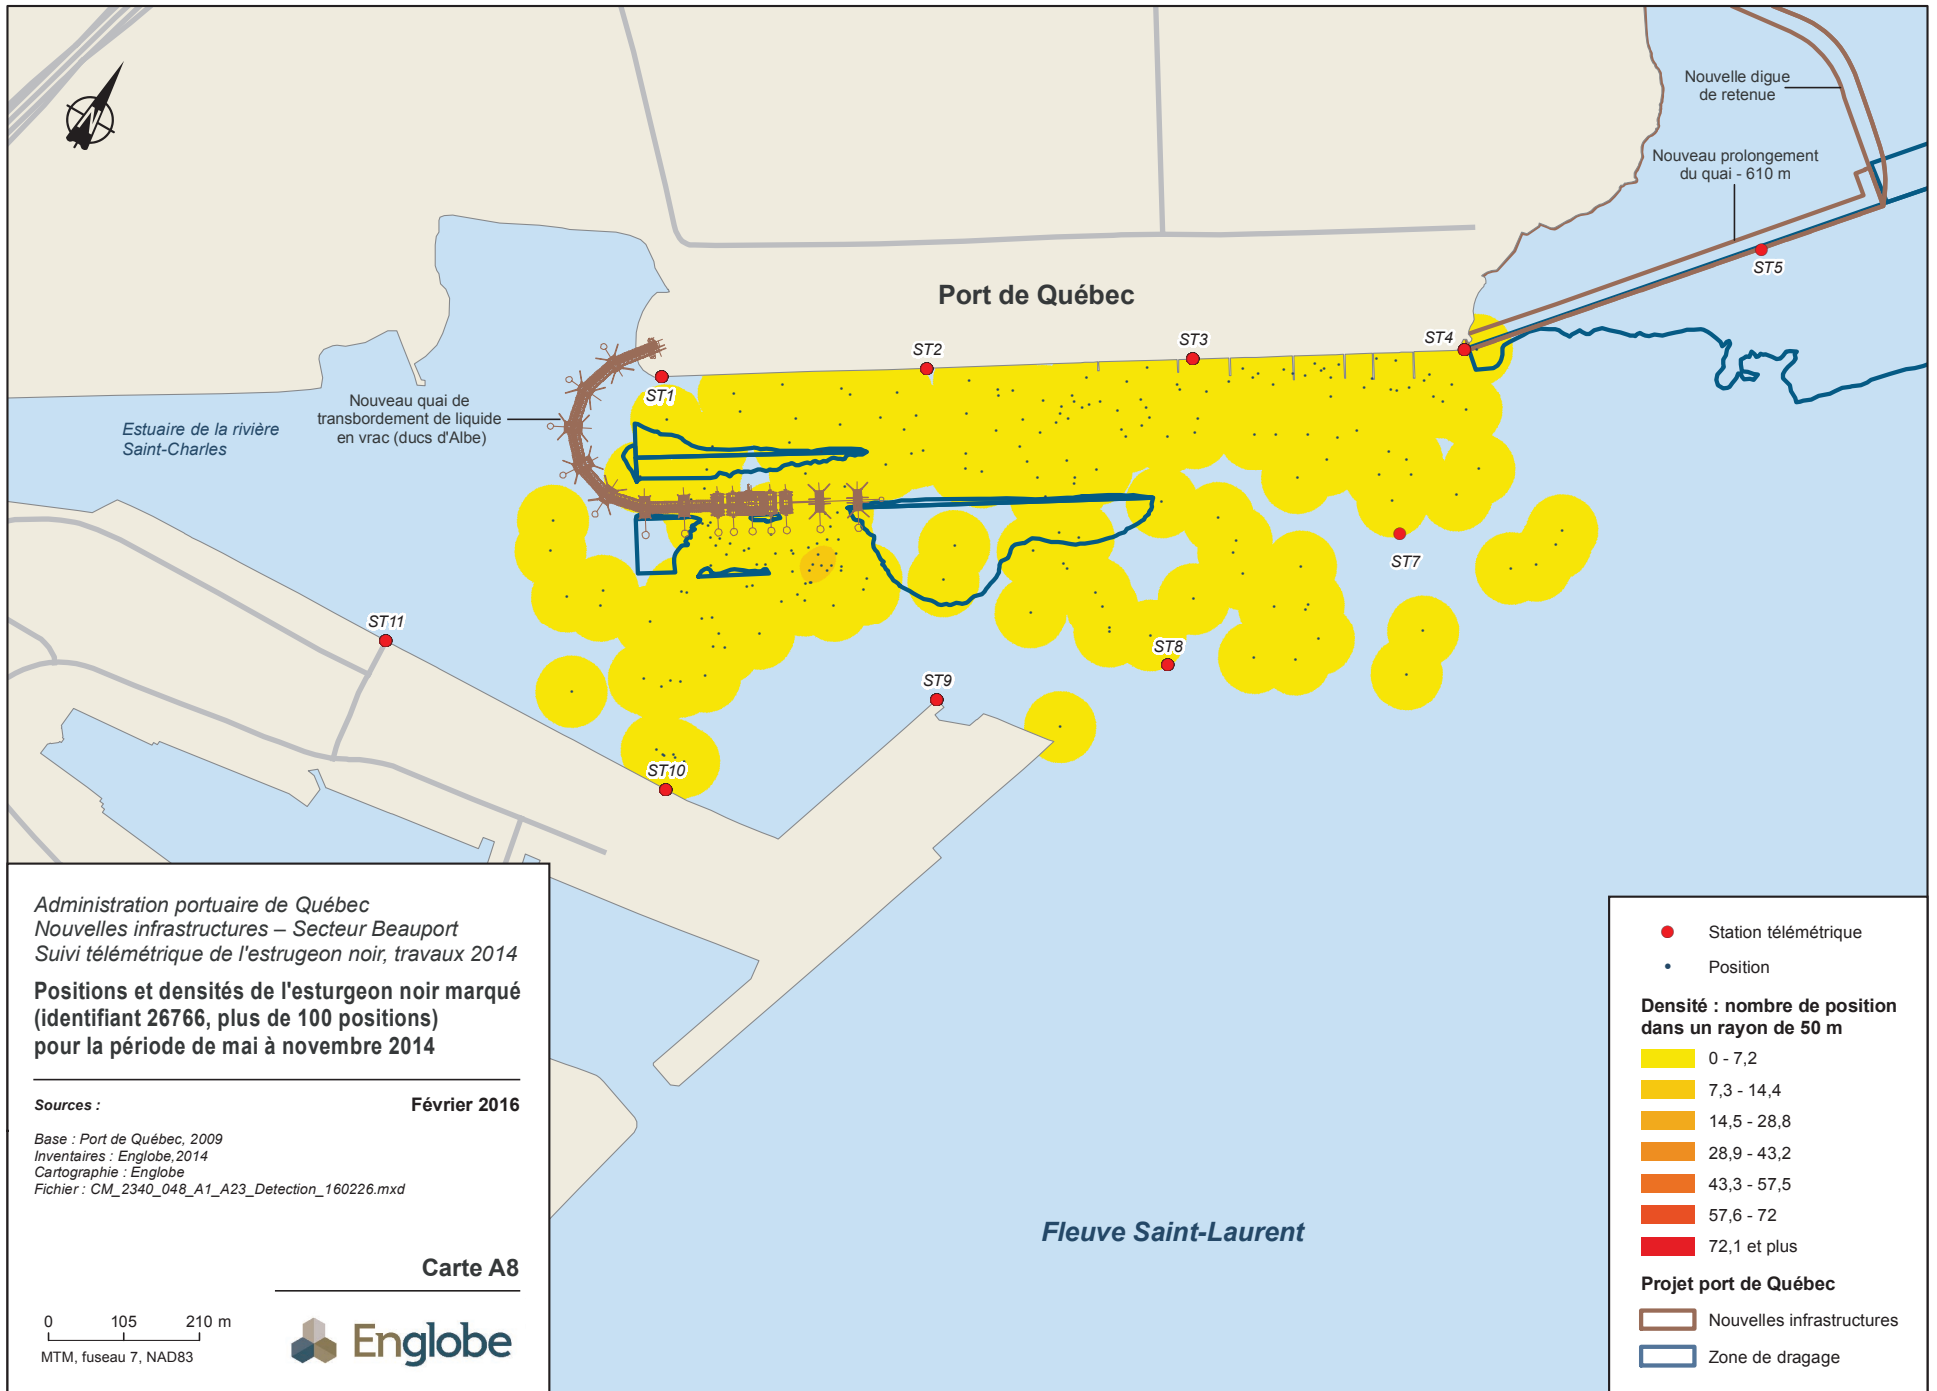 Nouvelle digue
de retenue
Nouveau prolongement
du quai - 610 m
N
Port de Québec
ST5
ST4
ST3
ST2
ST1
Nouveau quai de
transbordement de liquide
en vrac (ducs d'Albe)
Estuaire de la rivière
Saint-Charles
ST7
ST11
ST8
ST9
ST10
Fleuve Saint-Laurent
Administration portuaire de Québec
Nouvelles infrastructures – Secteur Beauport
Suivi télémétrique de l'estrugeon noir, travaux 2014
Positions et densités de l'esturgeon noir marqué
(identifiant 26766, plus de 100 positions)
pour la période de mai à novembre 2014
Sources :
Février 2016
Base : Port de Québec, 2009
Inventaires : Englobe,2014
Cartographie : Englobe
Fichier : CM_2340_048_A1_A23_Detection_160226.mxd
Carte A8
0 105 210 m
MTM, fuseau 7, NAD83
Englobe
Station télémétrique
Position
Densité : nombre de position
dans un rayon de 50 m
0 - 7,2
7,3 - 14,4
14,5 - 28,8
28,9 - 43,2
43,3 - 57,5
57,6 - 72
72,1 et plus
Projet port de Québec
Nouvelles infrastructures
Zone de dragage